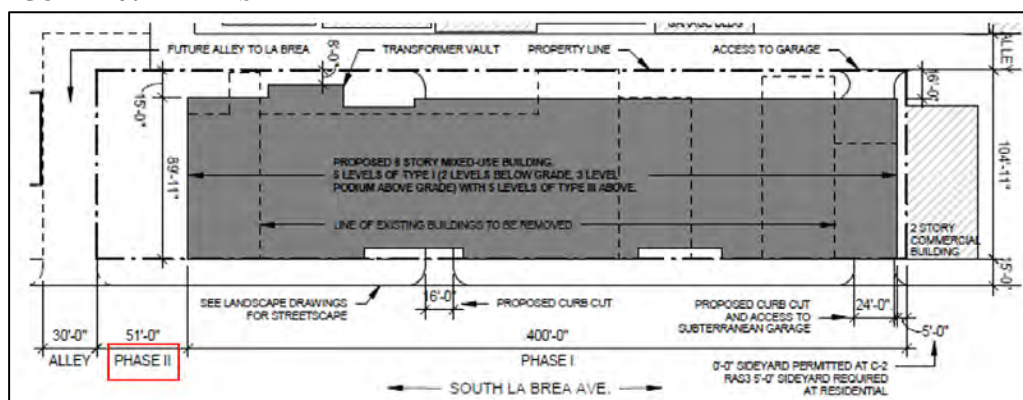 FUTURE ALLEY TO LA BREA
8'-0"
TRANSFORMER VAULT
PROPERTY LINE
ACCESS TO GARAGE
ALLEY
15'-0"
16'-0"
89'-11"
104'-11"
PROPOSED 8 STORY MIXED-USE BUILDING.
5 LEVELS OF TYPE I (2 LEVELS BELOW GRADE, 3 LEVEL
PODIUM ABOVE GRADE) WITH 5 LEVELS OF TYPE III ABOVE.
LINE OF EXISTING BUILDINGS TO BE REMOVED
2 STORY
COMMERCIAL
BUILDING
SEE LANDSCAPE DRAWINGS
FOR STREETSCAPE
16'-0"
PROPOSED CURB CUT
PROPOSED CURB CUT
AND ACCESS TO
SUBTERRANEAN GARAGE
24'-0"
5'-0"
15'-0"
30'-0"
51'-0"
400'-0"
ALLEY
PHASE II
PHASE I
SOUTH LA BREA AVE.
0'-0" SIDEYARD PERMITTED AT C-2
RAS3 5'-0" SIDEYARD REQUIRED
AT RESIDENTIAL